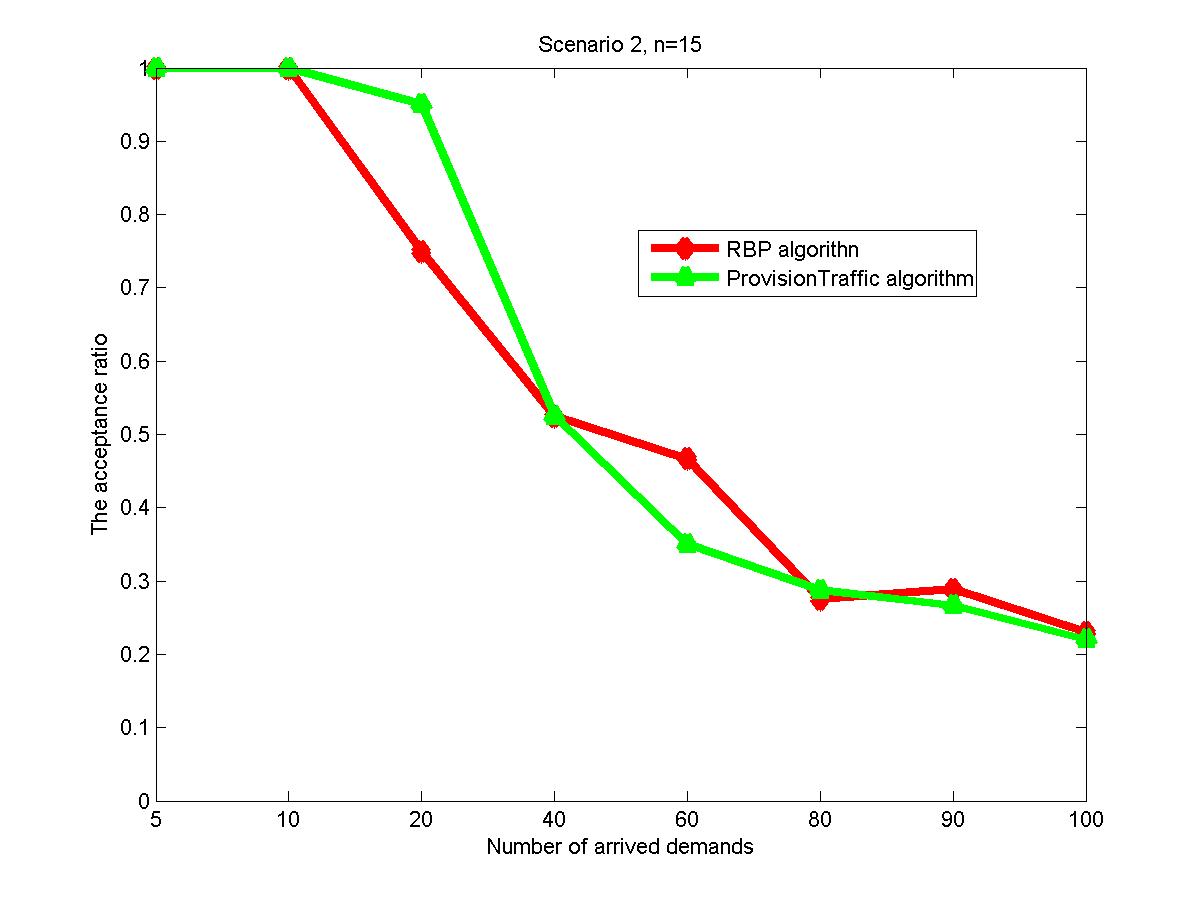 Scenario 2, n=15
1
0.9
0.8
0.7
0.6
0.5
0.4
0.3
0.2
0.1
0
The acceptance ratio
RBP algorithn
ProvisionTraffic algorithm
5 10 20 40 60 80 90 100
Number of arrived demands